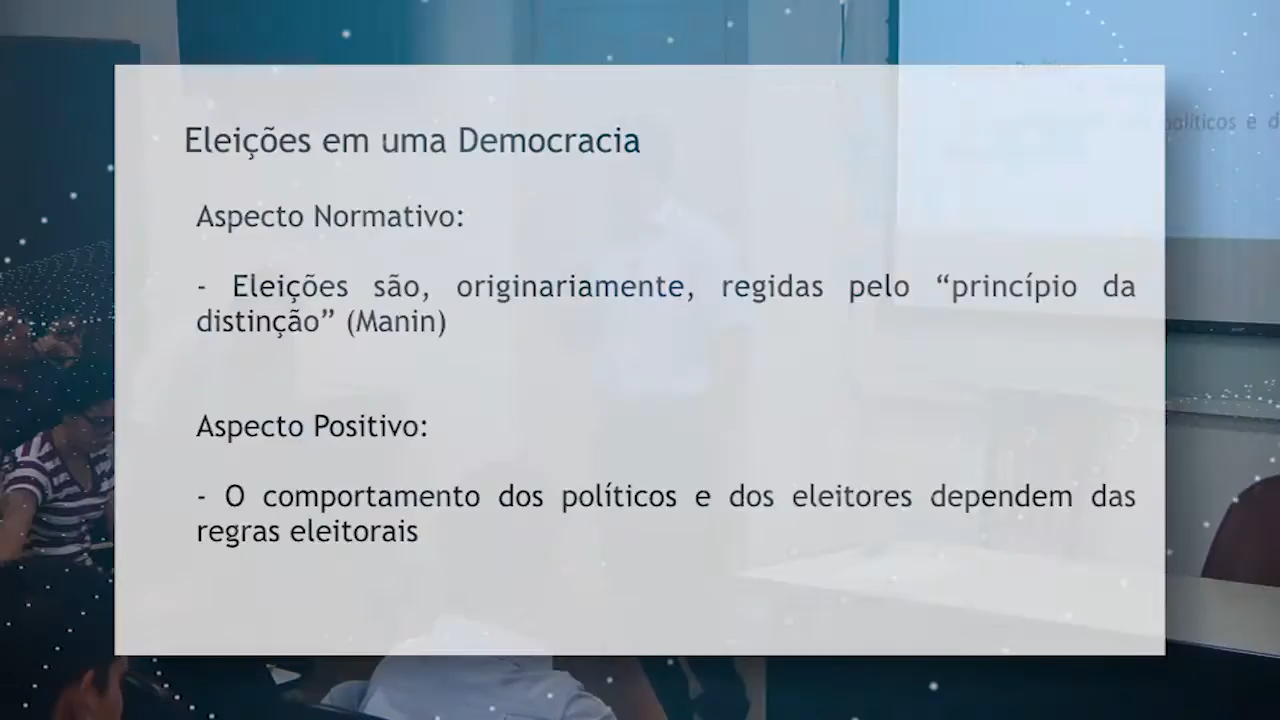 Eleições em uma Democracia
Aspecto Normativo:
- Eleições são, originariamente, regidas pelo “princípio da
distinção” (Manin)
Aspecto Positivo:
- O comportamento dos políticos e dos eleitores dependem das
regras eleitorais
políticos e d